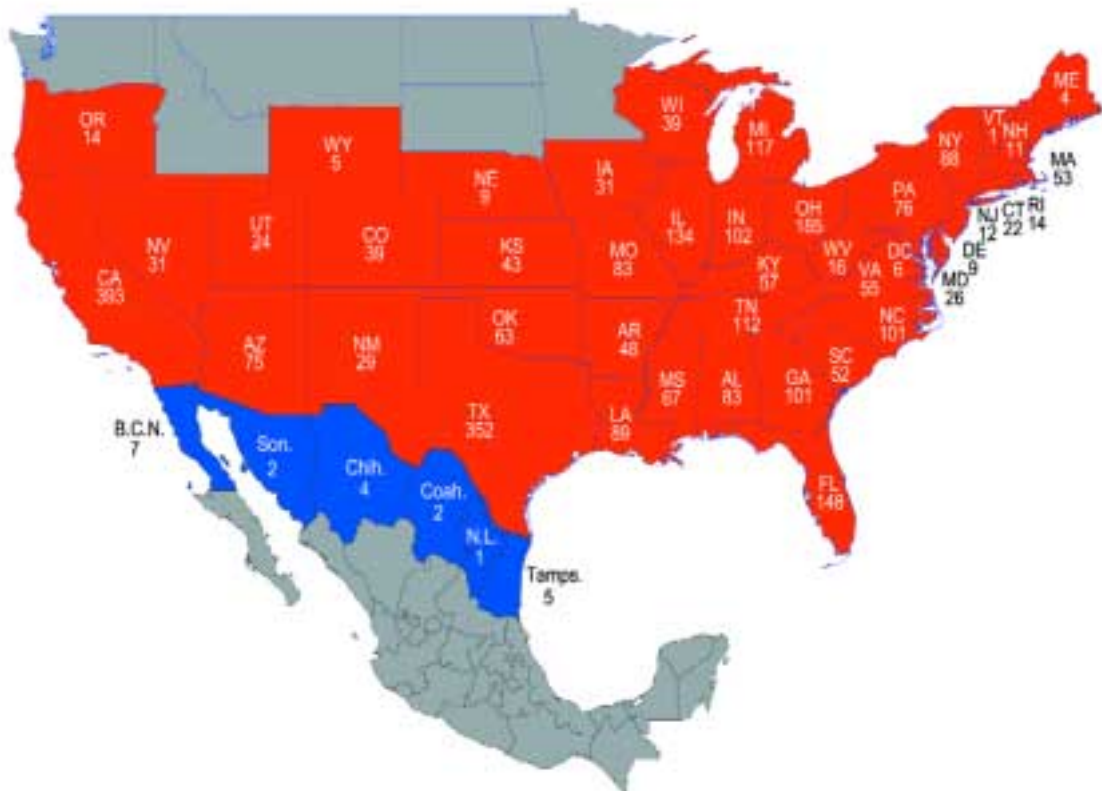 ME
4
WI
39
MI
117
VT
1
NH
11
OR
14
NY
88
WY
5
MA
53
IA
31
NE
9
PA
76
OH
185
IL
134
IN
102
NJ
12
CT
22
RI
14
UT
24
NV
31
CO
39
KS
43
MO
83
WV
16
DC
6
DE
9
VA
55
KY
57
MD
26
CA
393
TN
112
NC
101
OK
63
AR
48
AZ
75
NM
29
SC
52
MS
67
AL
83
GA
101
TX
352
LA
89
B.C.N.
7
Son.
2
Chih.
4
Coah.
2
FL
148
N.L.
1
Tamps.
5